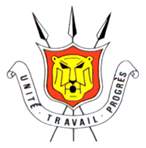 UNITÉ · TRAVAIL · PROGRÈS